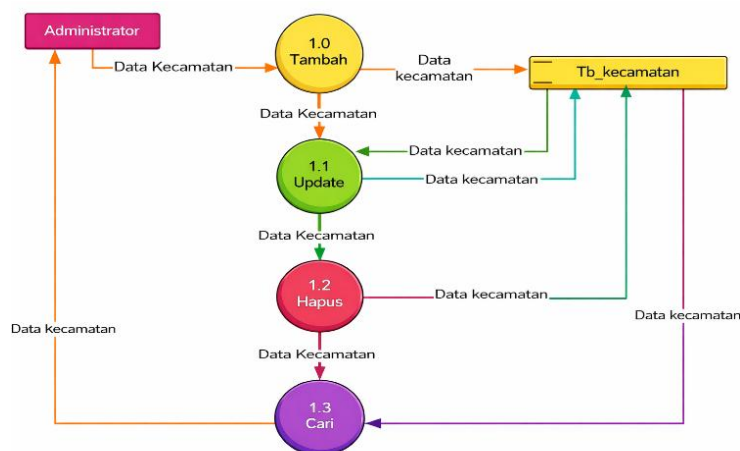 Administrator
Data Kecamatan
1.0
Tambah
Data
kecamatan
Tb_kecamatan
Data Kecamatan
Data kecamatan
1.1
Update
Data kecamatan
Data Kecamatan
1.2
Hapus
Data kecamatan
Data kecamatan
Data kecamatan
Data Kecamatan
1.3
Cari